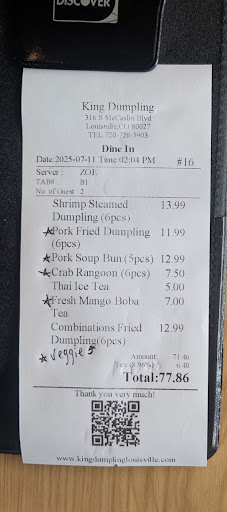 DISCOVER
King Dumpling
316 S McCaslin Blvd
Louisville,CO 80027
TEL 720-728-5903
Dine In
Date:2025-07-11 Time 02:04 PM #16
Server : ZOE
TAB# : B1
No. of Guest 2
Shrimp Steamed 13.99
Dumpling (6pcs)
★Pork Fried Dumpling 11.99
(6pcs)
★Pork Soup Bun (5pcs) 12.99
★Crab Rangoon (6pcs) 7.50
Thai Ice Tea 5.00
★Fresh Mango Boba 7.00
Tea
Combinations Fried 12.99
Dumpling(6pcs)
★ veggie s
Amount: 71.46
Tax (8.96%) 6.40
Total:77.86
Thank you very much!
www.kingdumplinglouisville.com